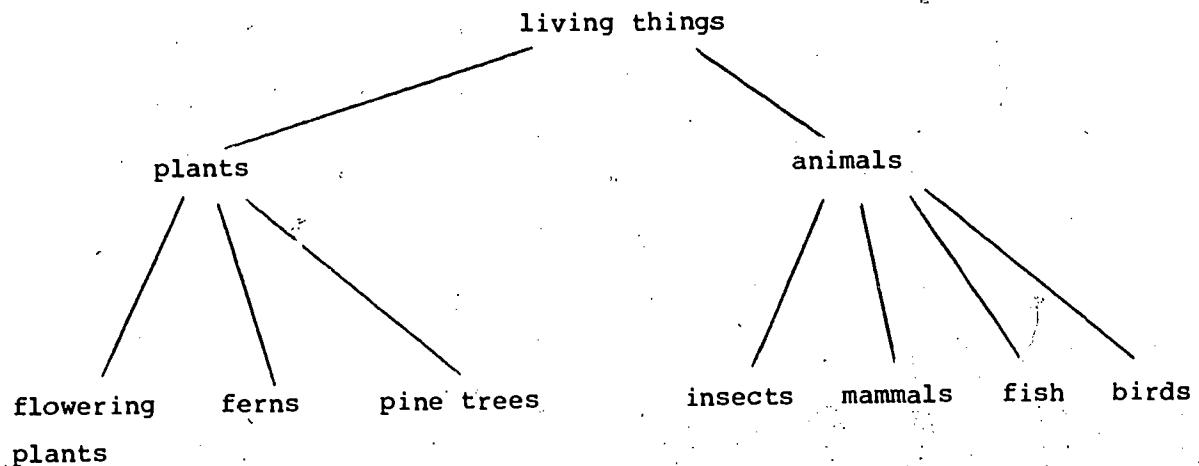 living things
plants
animals
flowering
plants
ferns
pine trees
insects
mammals
fish
birds